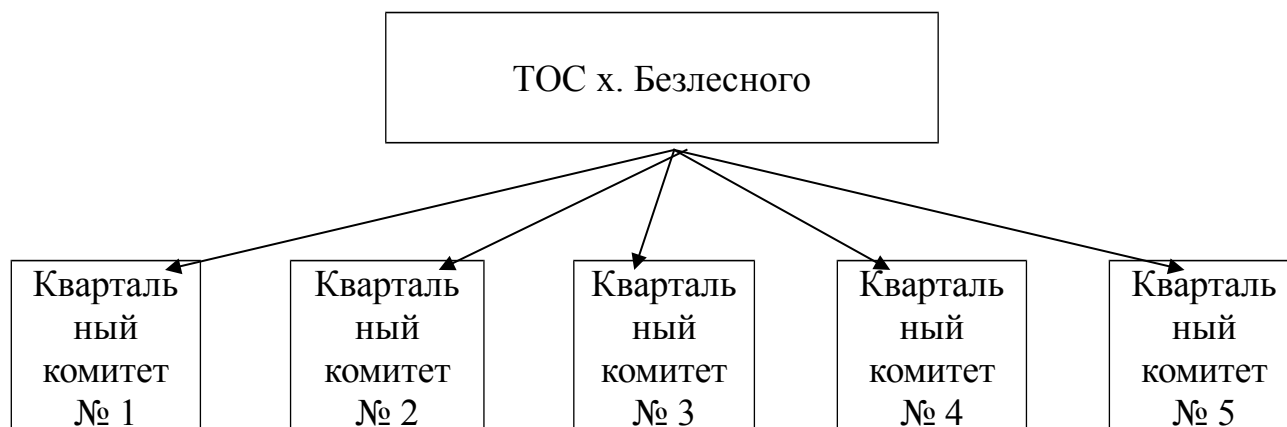 ТОС х. Безлесного
Кварталь
ный
комитет
№ 1
Кварталь
ный
комитет
№ 2
Кварталь
ный
комитет
№ 3
Кварталь
ный
комитет
№ 4
Кварталь
ный
комитет
№ 5